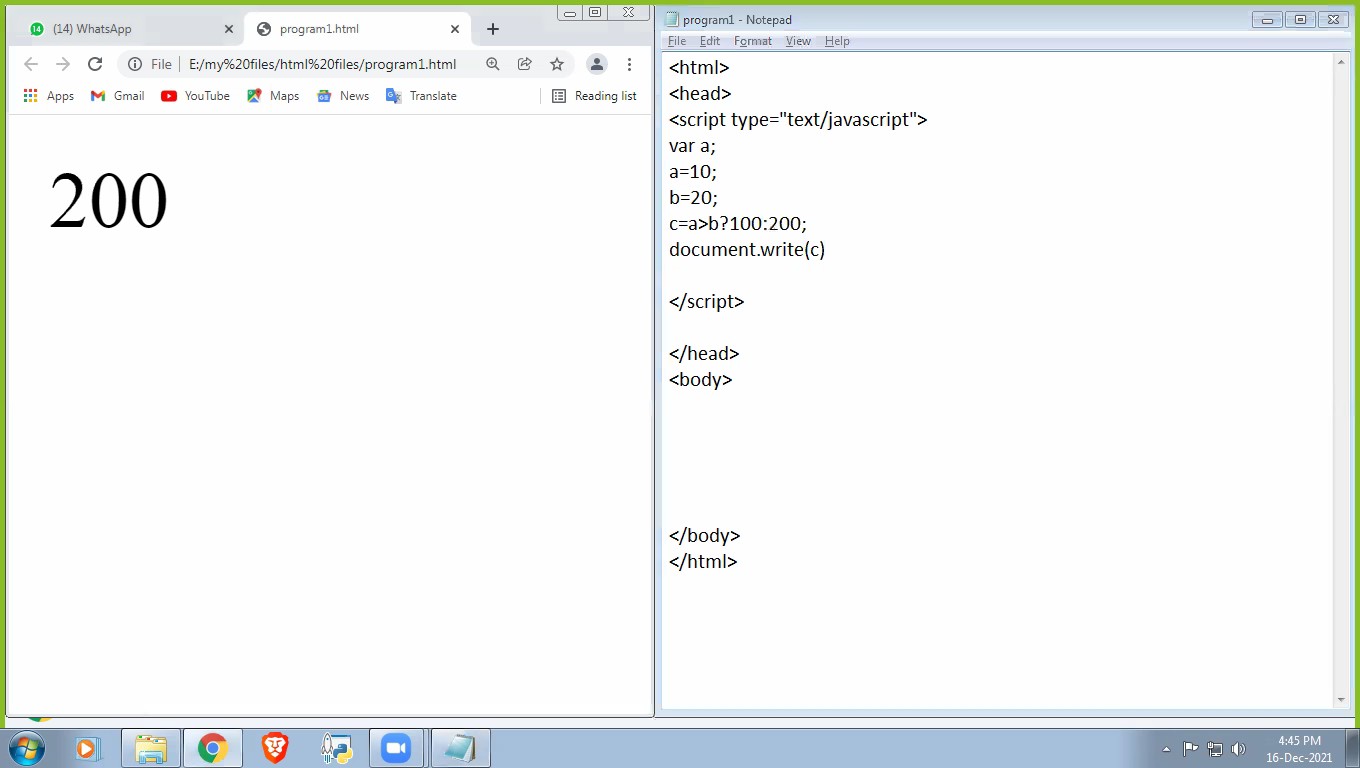 (14) WhatsApp
program1.html
File
E:/my%20files/html%20files/program1.html
Apps
Gmail
YouTube
Maps
News
Translate
Reading list
200
program1 - Notepad
File Edit Format View Help
<html>
<head>
<script type="text/javascript">
var a;
a=10;
b=20;
c=a>b?100:200;
document.write(c)
</script>
</head>
<body>
</body>
</html>
4:45 PM
16-Dec-2021